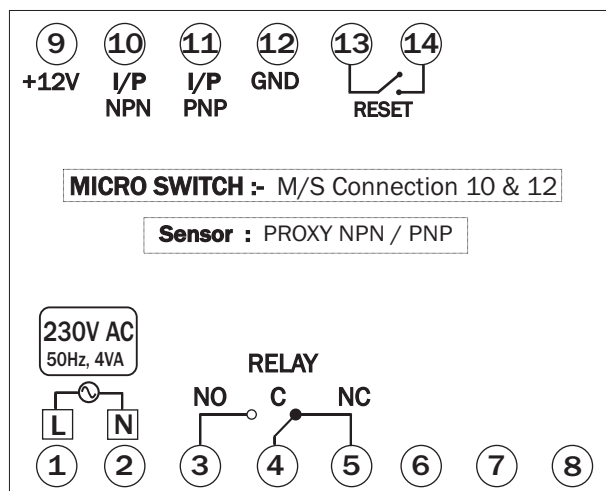 9 10 11 12 13 14
+12V I/P I/P GND
NPN PNP RESET
MICRO SWITCH :- M/S Connection 10 & 12
Sensor : PROXY NPN / PNP
230V AC
50Hz, 4VA
RELAY
NO C NC
L N
1 2 3 4 5 6 7 8